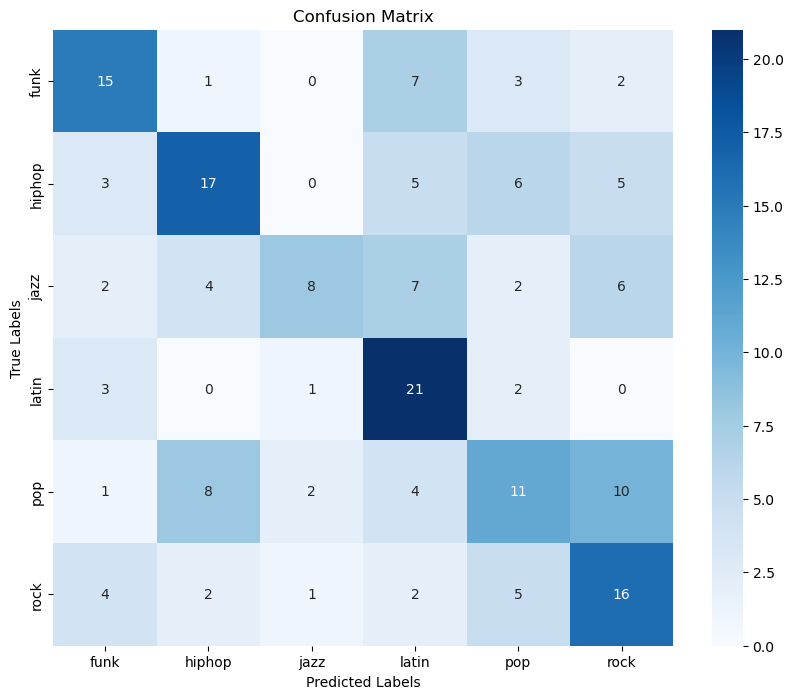 Confusion Matrix
funk 15 1 0 7 3 2
hiphop 3 17 0 5 6 5
jazz 2 4 8 7 2 6
latin 3 0 1 21 2 0
pop 1 8 2 4 11 10
rock 4 2 1 2 5 16
funk hiphop jazz latin pop rock
Predicted Labels
True Labels
20.0
17.5
15.0
12.5
10.0
7.5
5.0
2.5
0.0